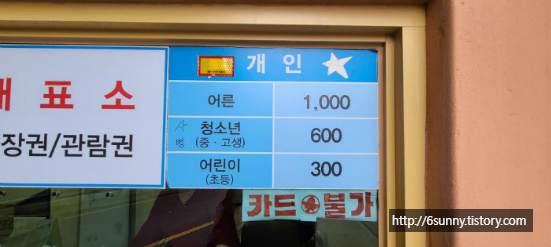 매 표 소
장권/관람권
개 인
어른 1,000
청소년 600
(중·고생)
어린이 300
(초등)
카드 불가
http://6sunny.tistory.com